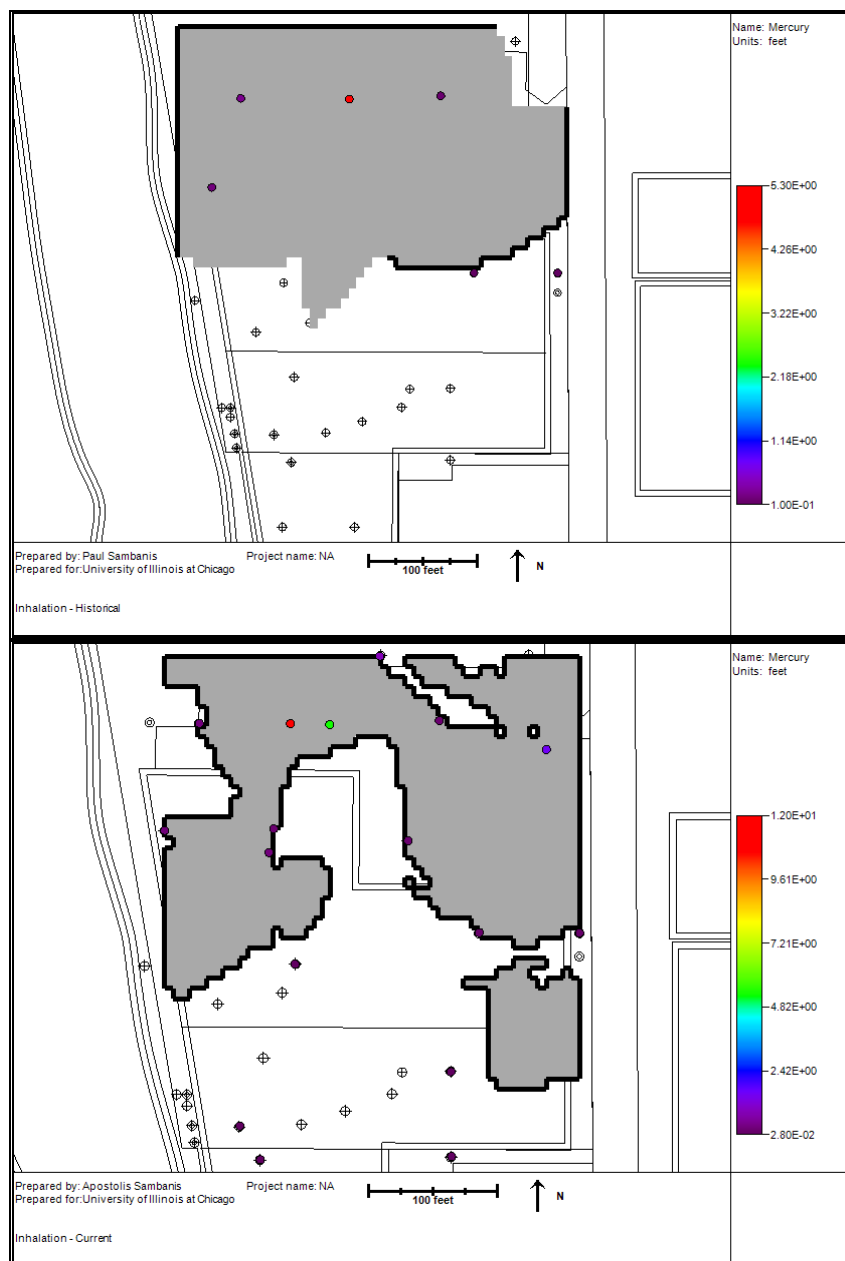 Name: Mercury
Units: feet
5.30E+00
4.26E+00
3.22E+00
2.18E+00
1.14E+00
1.00E-01
Prepared by: Paul Sambanis Project name: NA
Prepared for:University of Illinois at Chicago
100 feet
N
Inhalation - Historical
Name: Mercury
Units: feet
1.20E+01
9.61E+00
7.21E+00
4.82E+00
2.42E+00
2.80E-02
Prepared by: Apostolis Sambanis Project name: NA
Prepared for:University of Illinois at Chicago
100 feet
N
Inhalation - Current